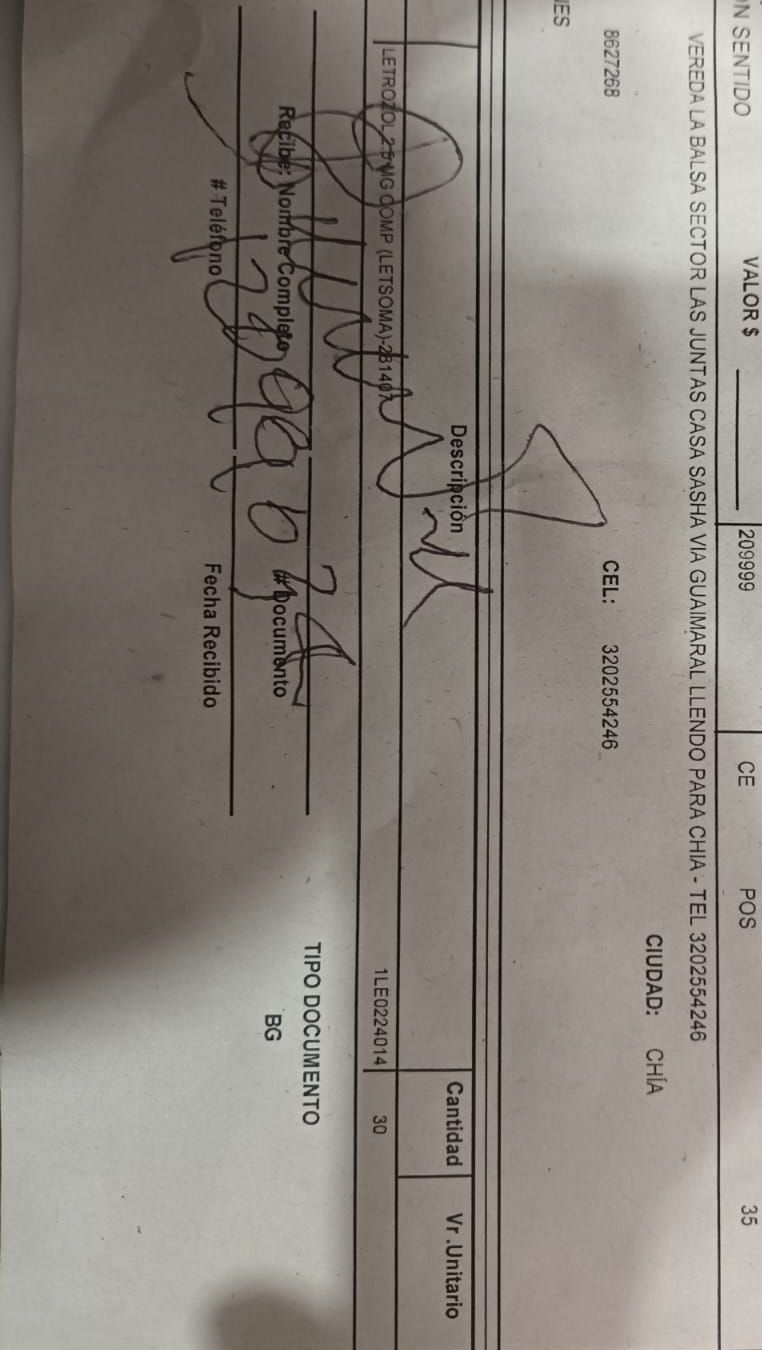 ÓN SENTIDO VALOR $ 209999 CE POS 35
VEREDA LA BALSA SECTOR LAS JUNTAS CASA SASHA VIA GUAIMARAL LLENDO PARA CHIA - TEL 3202554246
CIUDAD: CHÍA
8627268 CEL: 3202554246
IES
Descripción Cantidad Vr .Unitario
LETROZOL 2.5 MG COMP (LETSOMA)-281407 1LE0224014 30
Recibe: Nombre Completo # Documento TIPO DOCUMENTO
BG
# Teléfono Fecha Recibido